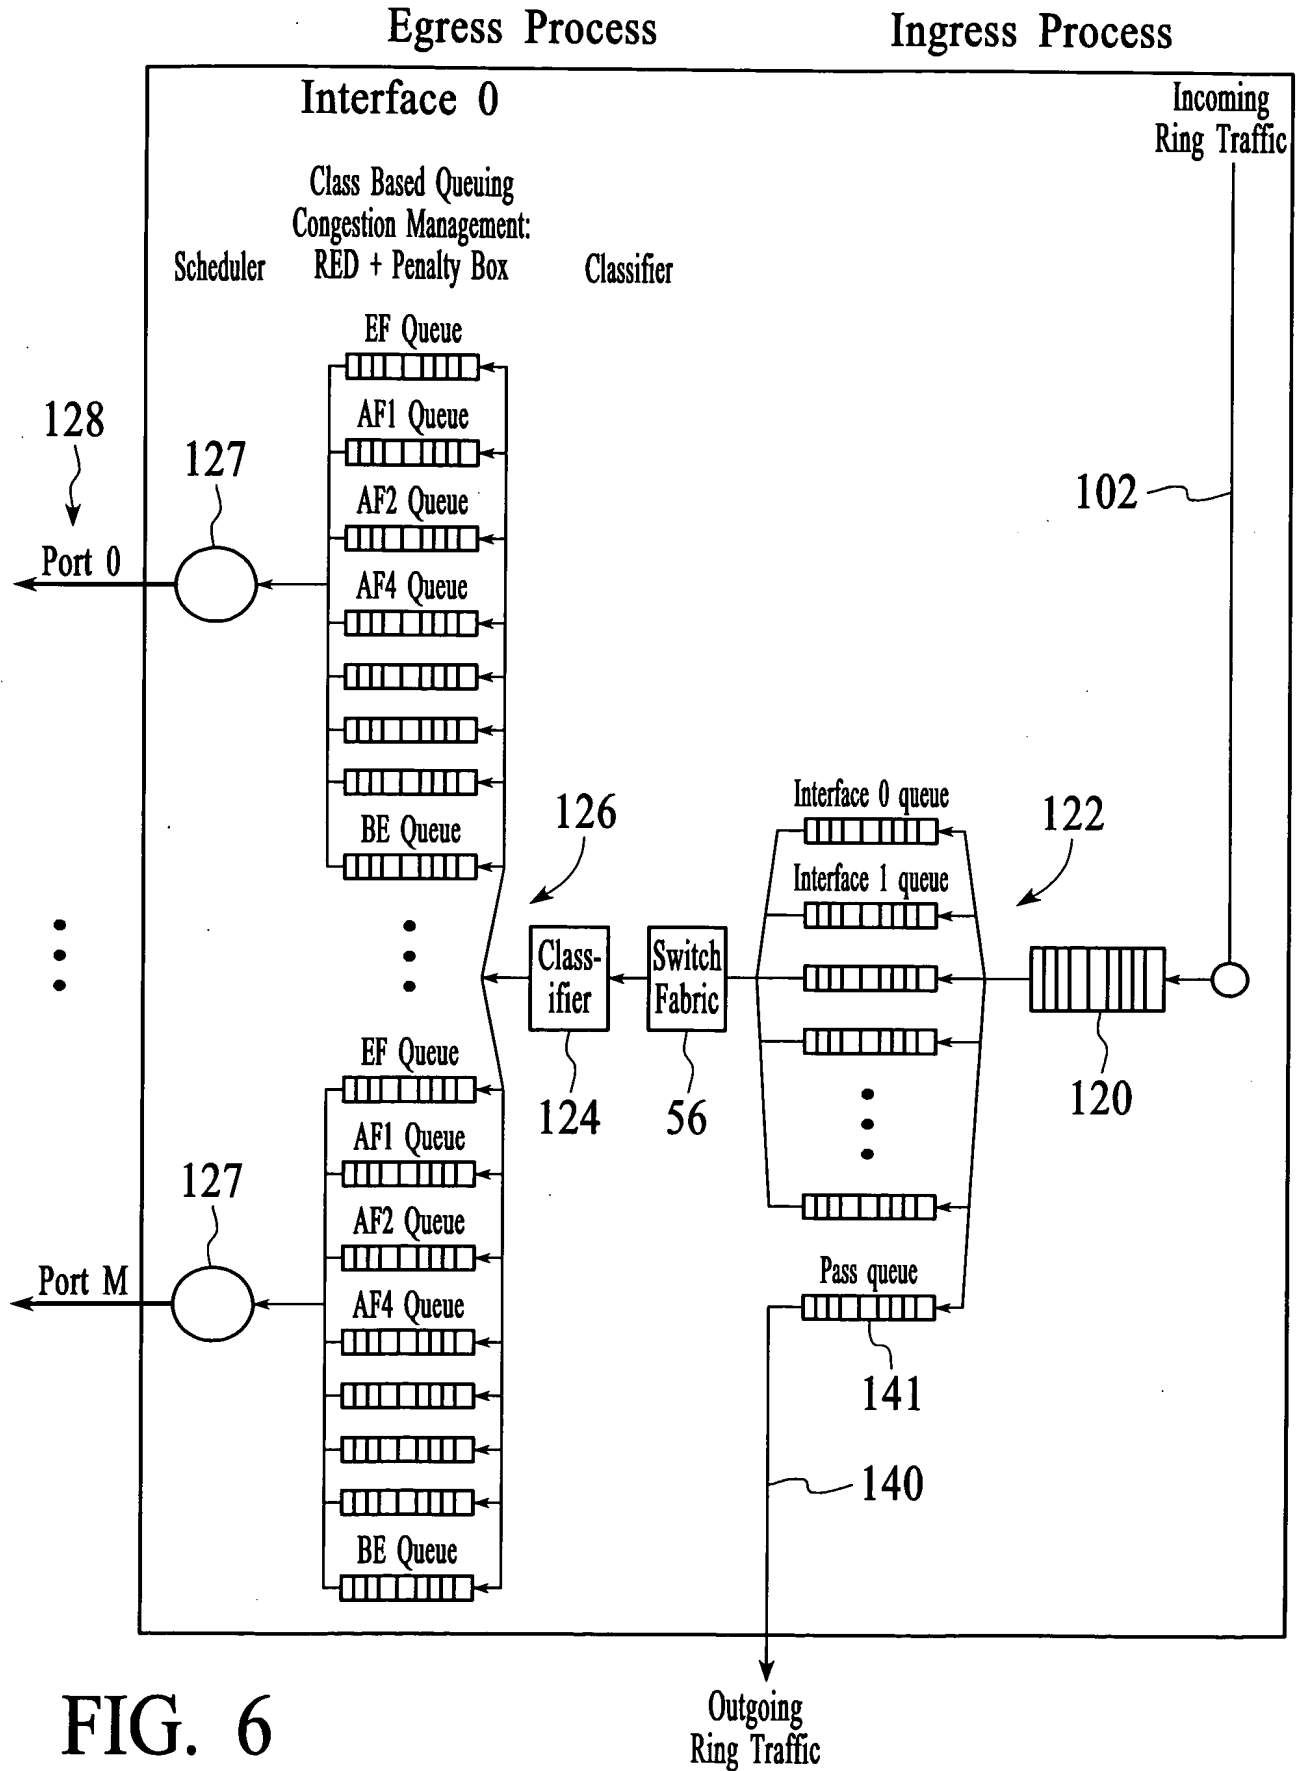 Egress Process
Ingress Process
Interface 0
Incoming
Ring Traffic
Class Based Queuing
Congestion Management:
RED + Penalty Box
Scheduler
Classifier
EF Queue
AF1 Queue
128
127
102
AF2 Queue
Port 0
AF4 Queue
BE Queue
126
Interface 0 queue
122
Interface 1 queue
Class-
ifier
Switch
Fabric
EF Queue
124
56
120
AF1 Queue
127
AF2 Queue
Port M
Pass queue
AF4 Queue
141
140
BE Queue
FIG. 6
Outgoing
Ring Traffic